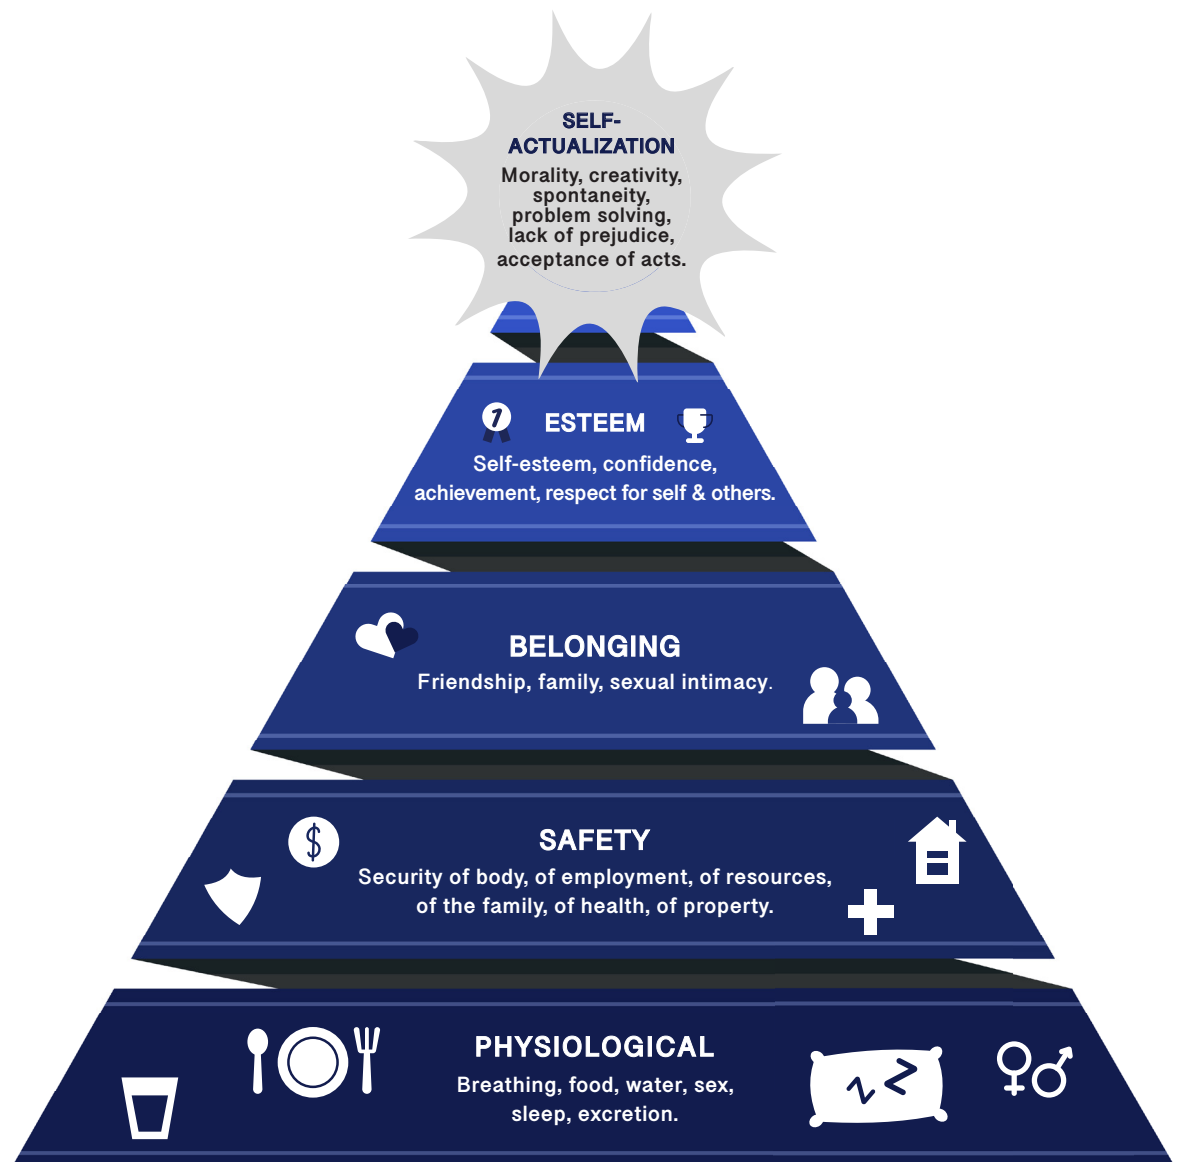 SELF-
ACTUALIZATION
Morality, creativity,
spontaneity,
problem solving,
lack of prejudice,
acceptance of acts.
1
ESTEEM
Self-esteem, confidence,
achievement, respect for self & others.
BELONGING
Friendship, family, sexual intimacy.
$
SAFETY
Security of body, of employment, of resources,
of the family, of health, of property.
PHYSIOLOGICAL
Breathing, food, water, sex,
sleep, excretion.
Z Z